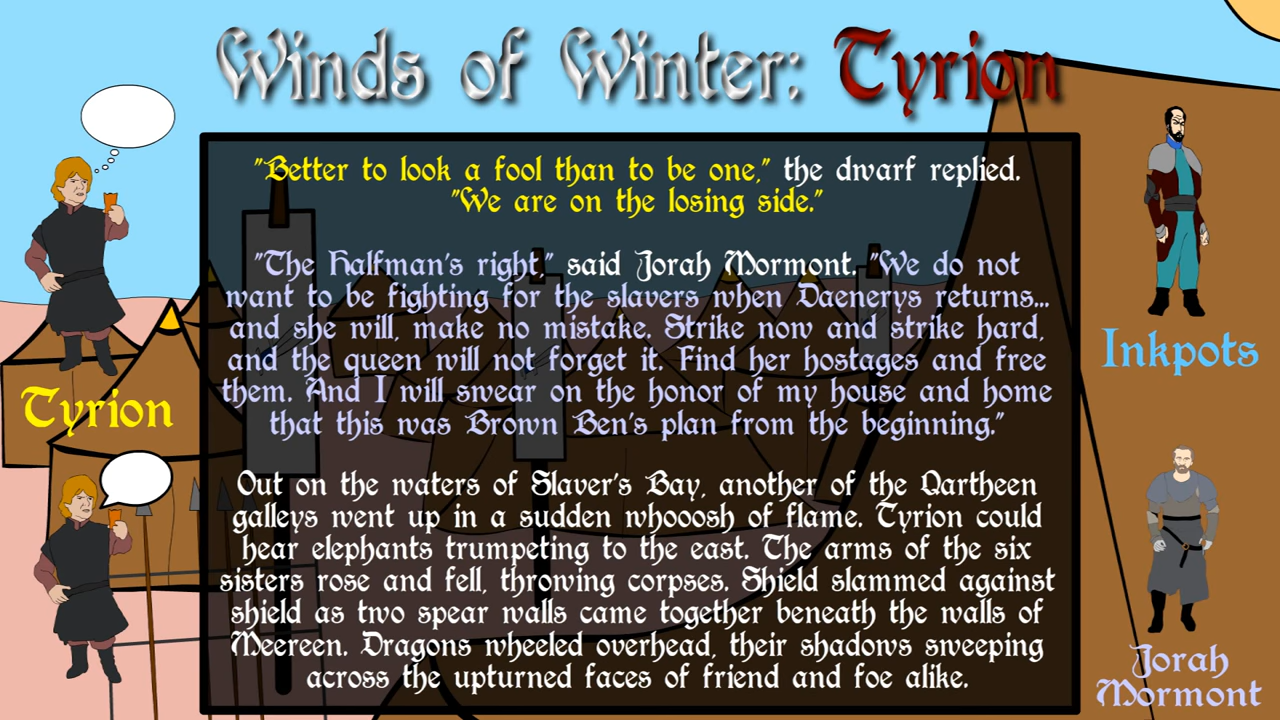 Winds of Winter: Tyrion
"Better to look a fool than to be one," the dwarf replied.
"We are on the losing side."
"The Halfman's right," said Jorah Mormont. "We do not
want to be fighting for the slavers when Daenerys returns...
and she will, make no mistake. Strike now and strike hard,
and the queen will not forget it. Find her hostages and free
them. And I will swear on the honor of my house and home
that this was Brown Ben's plan from the beginning."
Out on the waters of Slaver's Bay, another of the Qartheen
galleys went up in a sudden whooosh of flame. Tyrion could
hear elephants trumpeting to the east. The arms of the six
sisters rose and fell, throwing corpses. Shield slammed against
shield as two spear walls came together beneath the walls of
Meereen. Dragons wheeled overhead, their shadows sweeping
across the upturned faces of friend and foe alike.
Tyrion
Inkpots
Jorah
Mormont